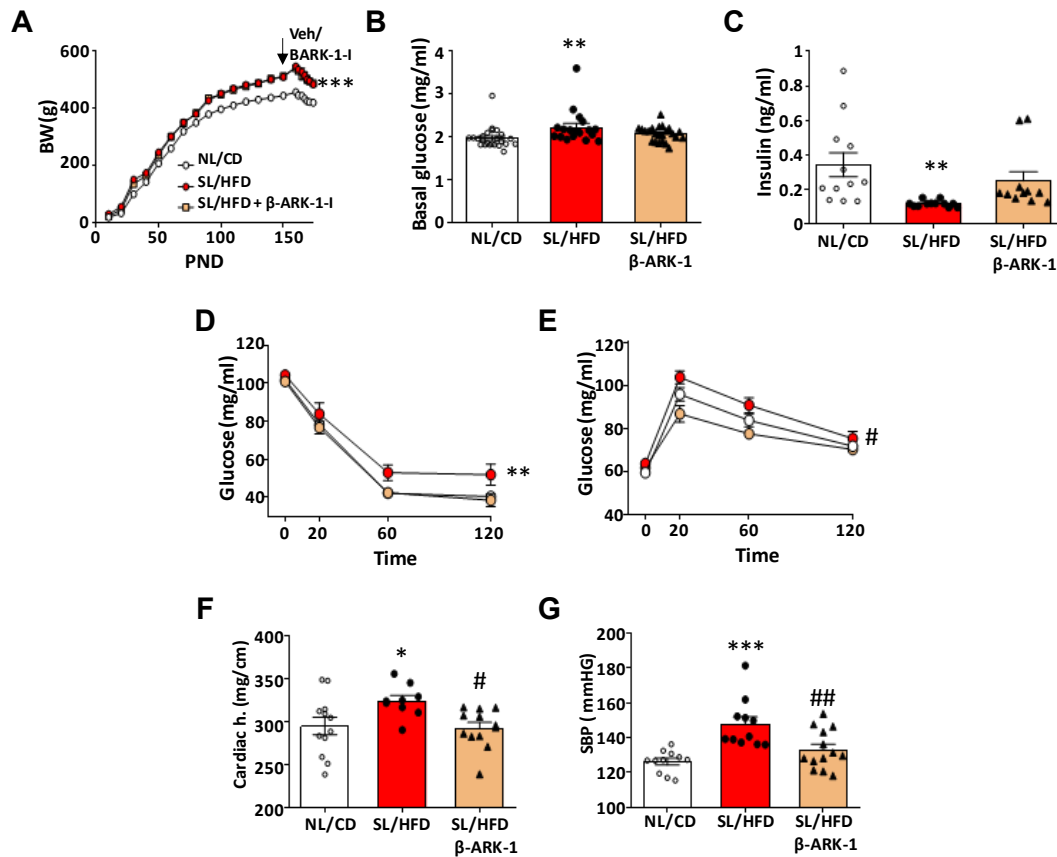 A
Veh/
BARK-1-I
BW(g)
600
400
200
0
***
NL/CD
SL/HFD
SL/HFD + β-ARK-1-I
0
50
100
150
PND
B
Basal glucose (mg/ml)
4
3
2
1
0
**
NL/CD
SL/HFD
SL/HFD
β-ARK-1
C
Insulin (ng/ml)
1
0.8
0.6
0.4
0.2
0
**
NL/CD
SL/HFD
SL/HFD
β-ARK-1
D
Glucose (mg/ml)
120
100
80
60
40
**
0
20
60
120
Time
E
Glucose (mg/ml)
120
100
80
60
40
#
0
20
60
120
Time
F
Cardiac h. (mg/cm)
400
350
300
250
200
*
#
NL/CD
SL/HFD
SL/HFD
β-ARK-1
G
SBP (mmHG)
200
180
160
140
120
100
***
##
NL/CD
SL/HFD
SL/HFD
β-ARK-1